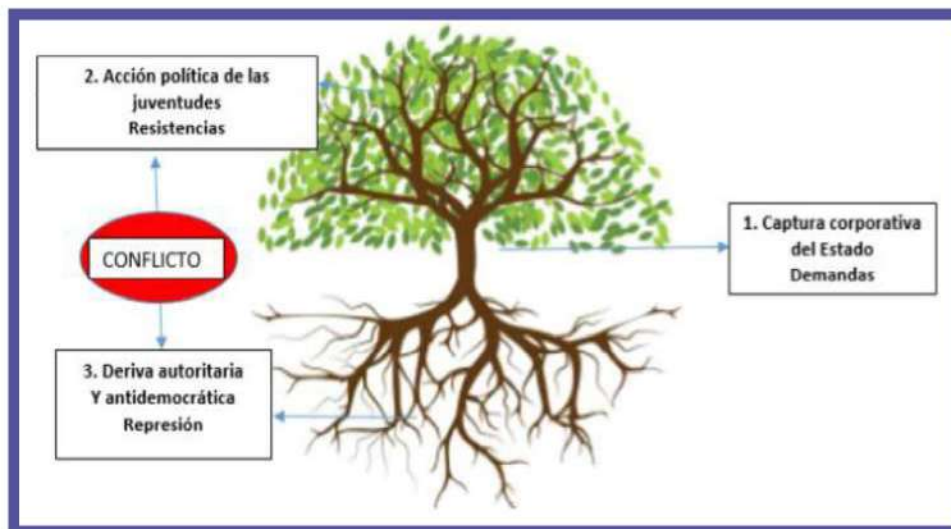 2. Acción política de las
juventudes
Resistencias
CONFLICTO
1. Captura corporativa
del Estado
Demandas
3. Deriva autoritaria
Y antidemocrática
Represión